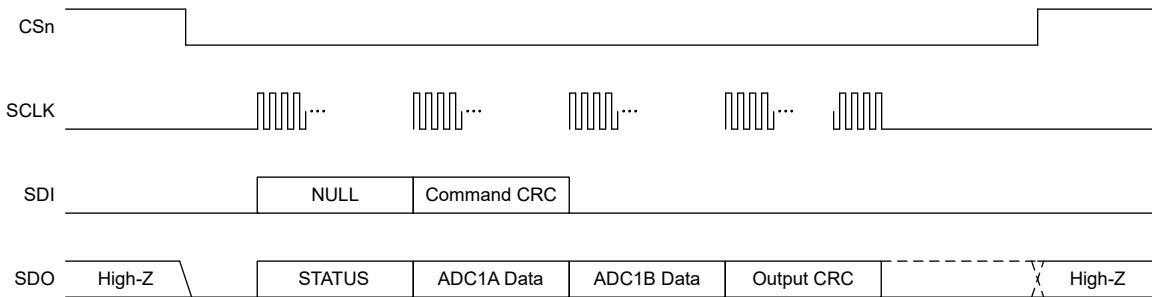 CSn
SCLK
... ... ... ...
SDI NULL Command CRC
SDO High-Z STATUS ADC1A Data ADC1B Data Output CRC High-Z